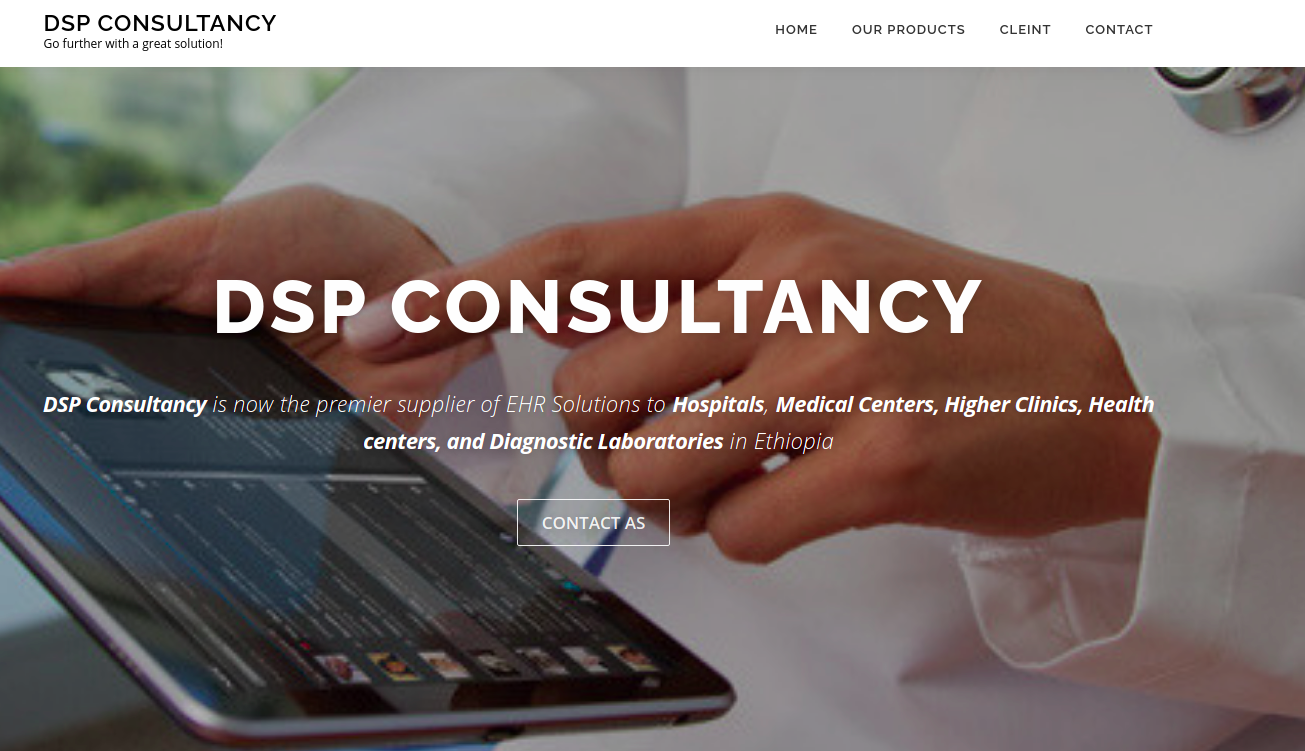 DSP CONSULTANCY
Go further with a great solution!
HOME OUR PRODUCTS CLEINT CONTACT
DSP CONSULTANCY
DSP Consultancy is now the premier supplier of EHR Solutions to Hospitals, Medical Centers, Higher Clinics, Health
centers, and Diagnostic Laboratories in Ethiopia
CONTACT AS